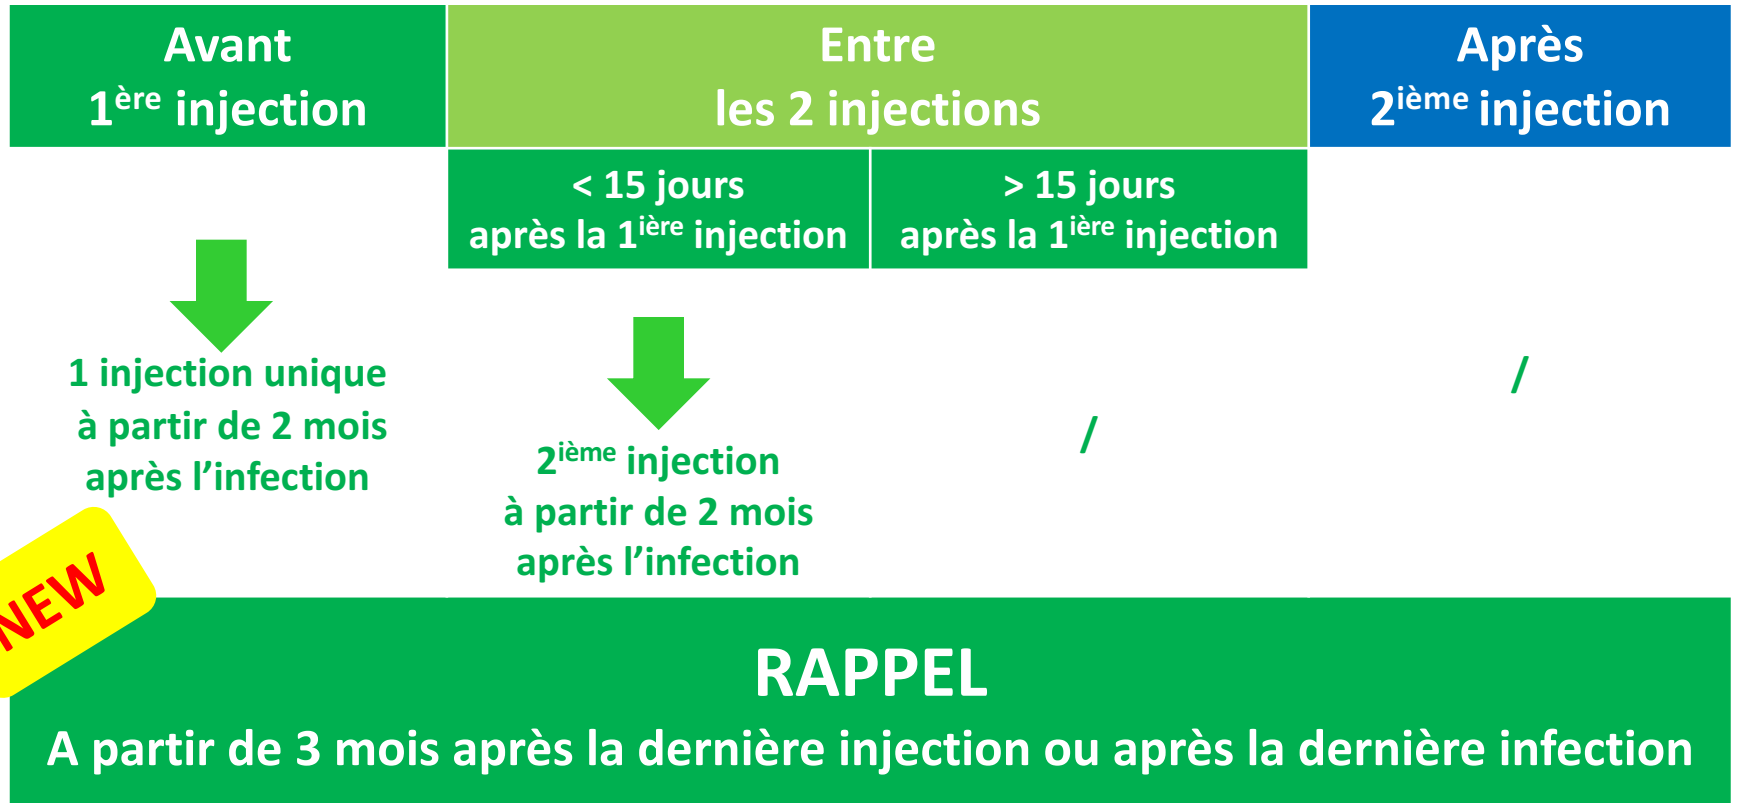 Avant
1ère injection
Entre
les 2 injections
Après
2ième injection
< 15 jours
après la 1ière injection
> 15 jours
après la 1ière injection
1 injection unique
à partir de 2 mois
après l’infection
2ième injection
à partir de 2 mois
après l’infection
/
/
NEW
RAPPEL
A partir de 3 mois après la dernière injection ou après la dernière infection